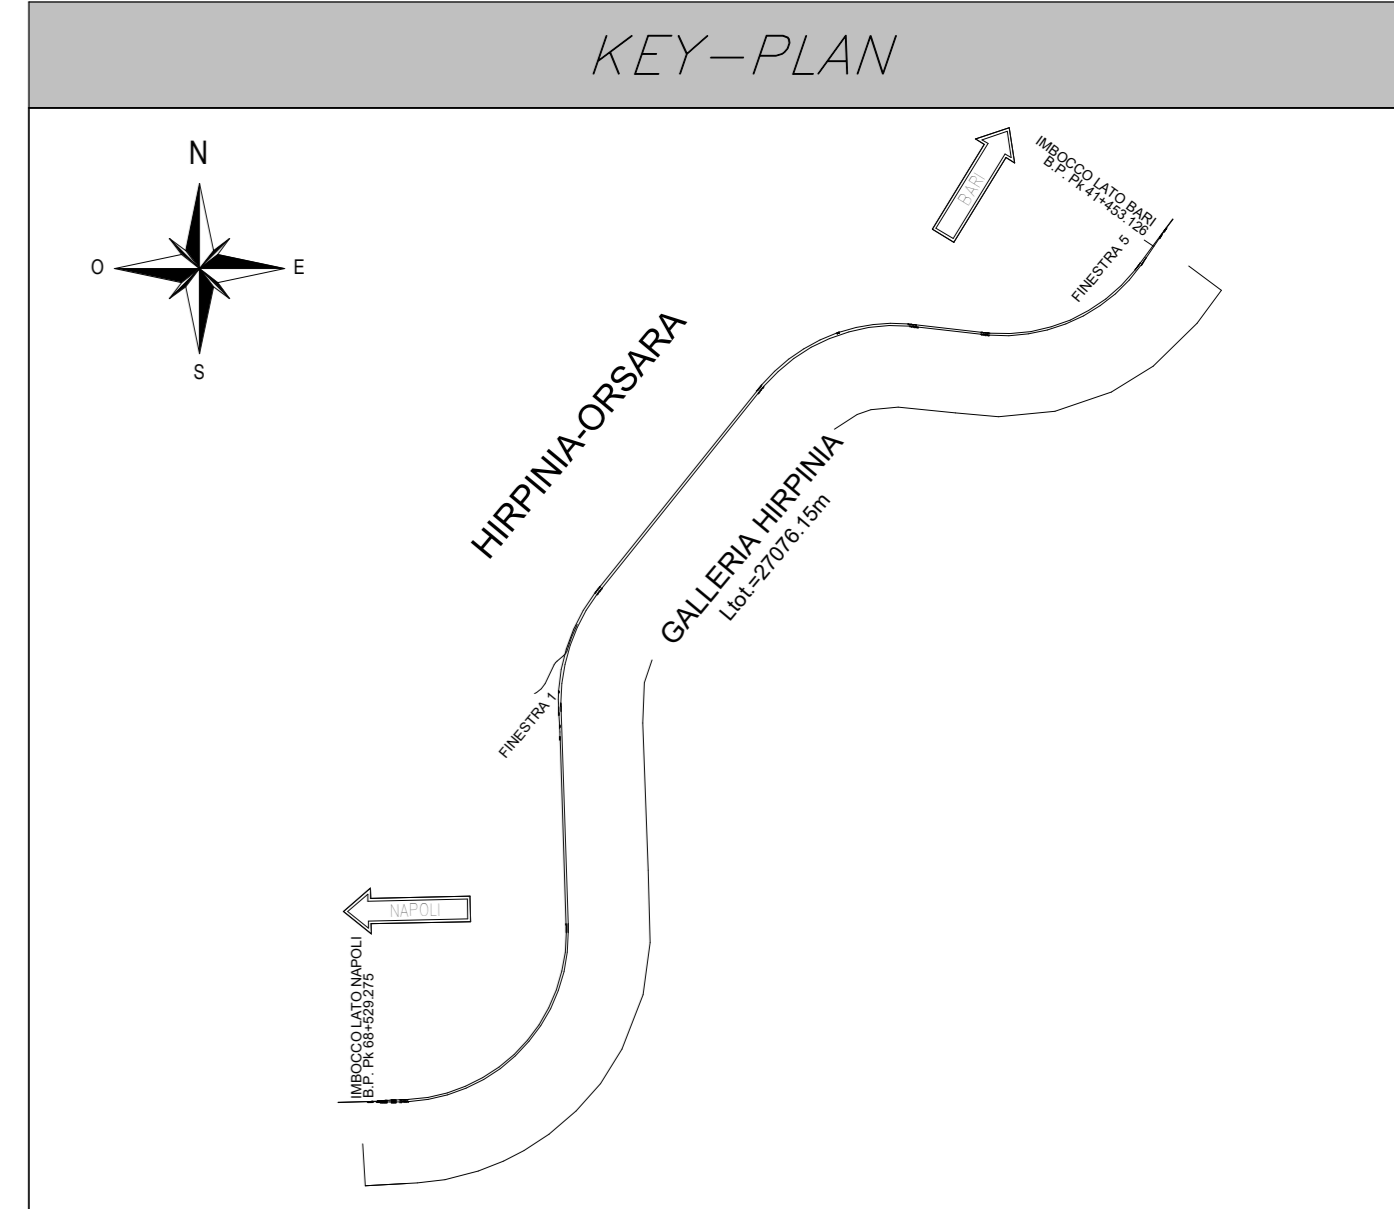 KEY-PLAN
N
O
E
S
BARI
IMBOCCO LATO BARI
B.P. Pk 41+453.126
FINESTRA 5
HIRPINIA-ORSARA
GALLERIA HIRPINIA
Ltot.=27076.15m
FINESTRA 1
NAPOLI
IMBOCCO LATO NAPOLI
B.P. Pk 68+529.275